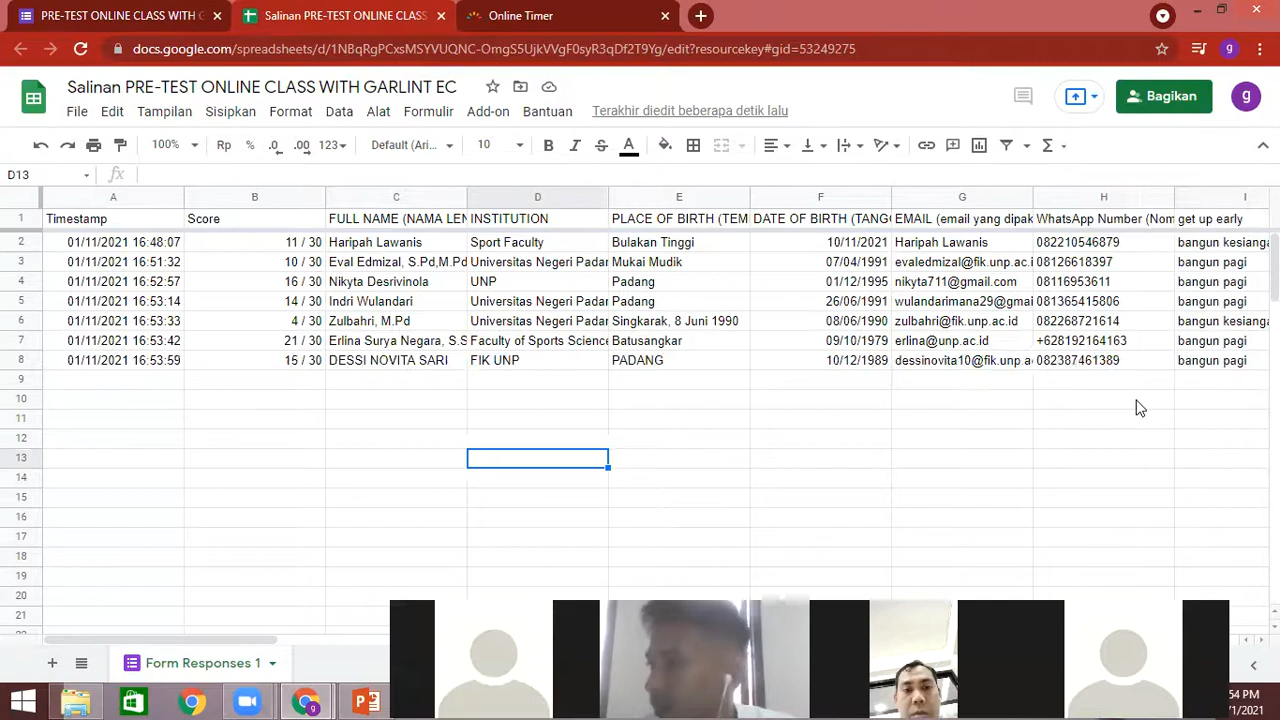 PRE-TEST ONLINE CLASS WITH G
Salinan PRE-TEST ONLINE CLASS
Online Timer
docs.google.com/spreadsheets/d/1NBqRgPCxsMSYVUQNC-OmgS5UjkVVgF0syR3qDf2T9Yg/edit?resourcekey#gid=53249275
g
Salinan PRE-TEST ONLINE CLASS WITH GARLINT EC
Bagikan
g
File Edit Tampilan Sisipkan Format Data Alat Formulir Add-on Bantuan Terakhir diedit beberapa detik lalu
100% Rp % .0 .00 123 Default (Ari... 10 B I S A
D13 fx
A B C D E F G H I
1 Timestamp Score FULL NAME (NAMA LEN INSTITUTION PLACE OF BIRTH (TEM DATE OF BIRTH (TANGG EMAIL (email yang dipak WhatsApp Number (Nom get up early
2 01/11/2021 16:48:07 11 / 30 Haripah Lawanis Sport Faculty Bulakan Tinggi 10/11/2021 Haripah Lawanis 082210546879 bangun kesianga
3 01/11/2021 16:51:32 10 / 30 Eval Edmizal, S.Pd,M.Pd Universitas Negeri Padar Mukai Mudik 07/04/1991 evaledmizal@fik.unp.ac.i 08126618397 bangun pagi
4 01/11/2021 16:52:57 16 / 30 Nikyta Desrivinola UNP Padang 01/12/1995 nikyta711@gmail.com 08116953611 bangun pagi
5 01/11/2021 16:53:14 14 / 30 Indri Wulandari Universitas Negeri Padar Padang 26/06/1991 wulandarimana29@gmai 081365415806 bangun pagi
6 01/11/2021 16:53:33 4 / 30 Zulbahri, M.Pd Universitas Negeri Padar Singkarak, 8 Juni 1990 08/06/1990 zulbahri@fik.unp.ac.id 082268721614 bangun kesianga
7 01/11/2021 16:53:42 21 / 30 Erlina Surya Negara, S.S Faculty of Sports Science Batusangkar 09/10/1979 erlina@unp.ac.id +628192164163 bangun pagi
8 01/11/2021 16:53:59 15 / 30 DESSI NOVITA SARI FIK UNP PADANG 10/12/1989 dessinovita10@fik.unp.a 082387461389 bangun pagi
9
10
11
12
13
14
15
16
17
18
19
20
21
Form Responses 1
54 PM
/1/2021